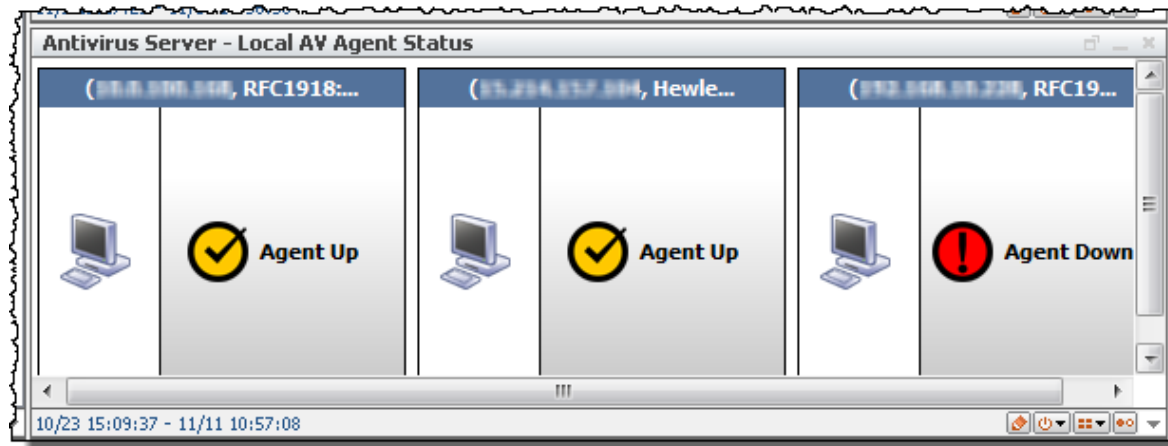 Antivirus Server - Local AV Agent Status
( , RFC1918:...
( , Hewle...
( , RFC19...
Agent Up
Agent Up
Agent Down
10/23 15:09:37 - 11/11 10:57:08